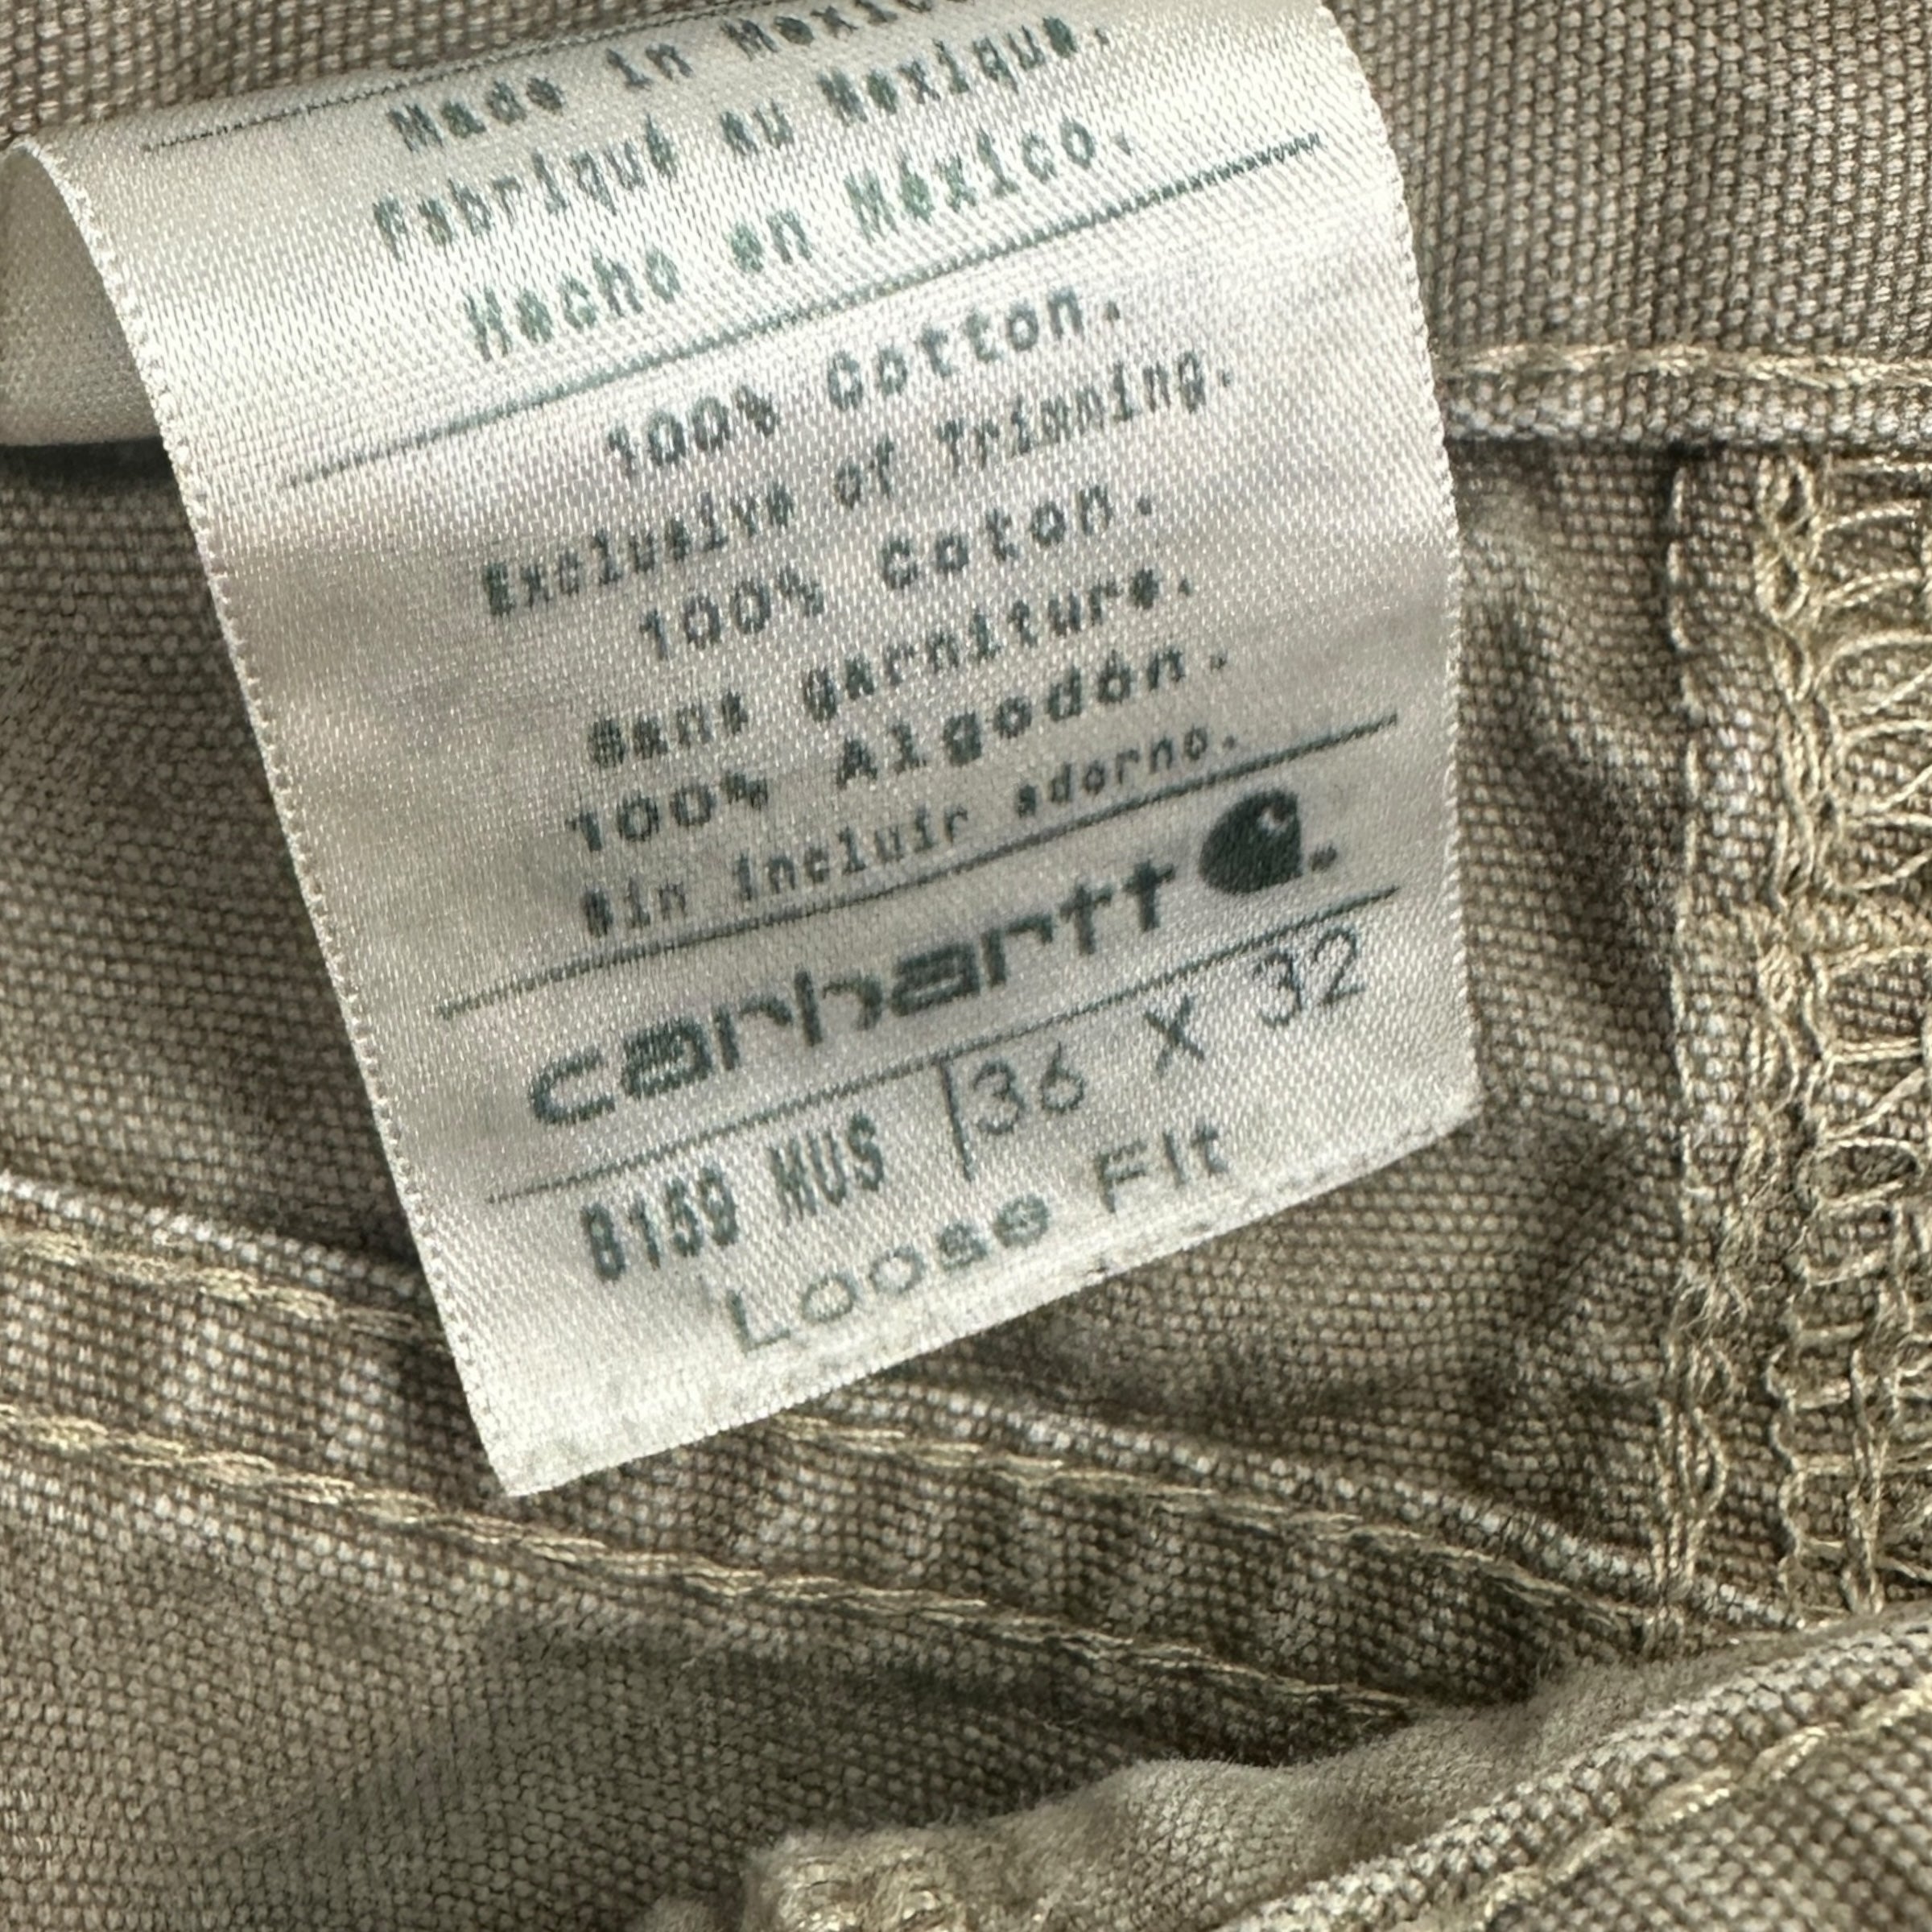 Made in Mexico
Fabriqué au Mexique.
Hecho en México.
100% Cotton.
Exclusive of Trimming.
100% Coton.
Sans garniture.
100% Algodón.
Sin incluir adorno.
carhartt
B159 MUS 36 X 32
Loose Fit